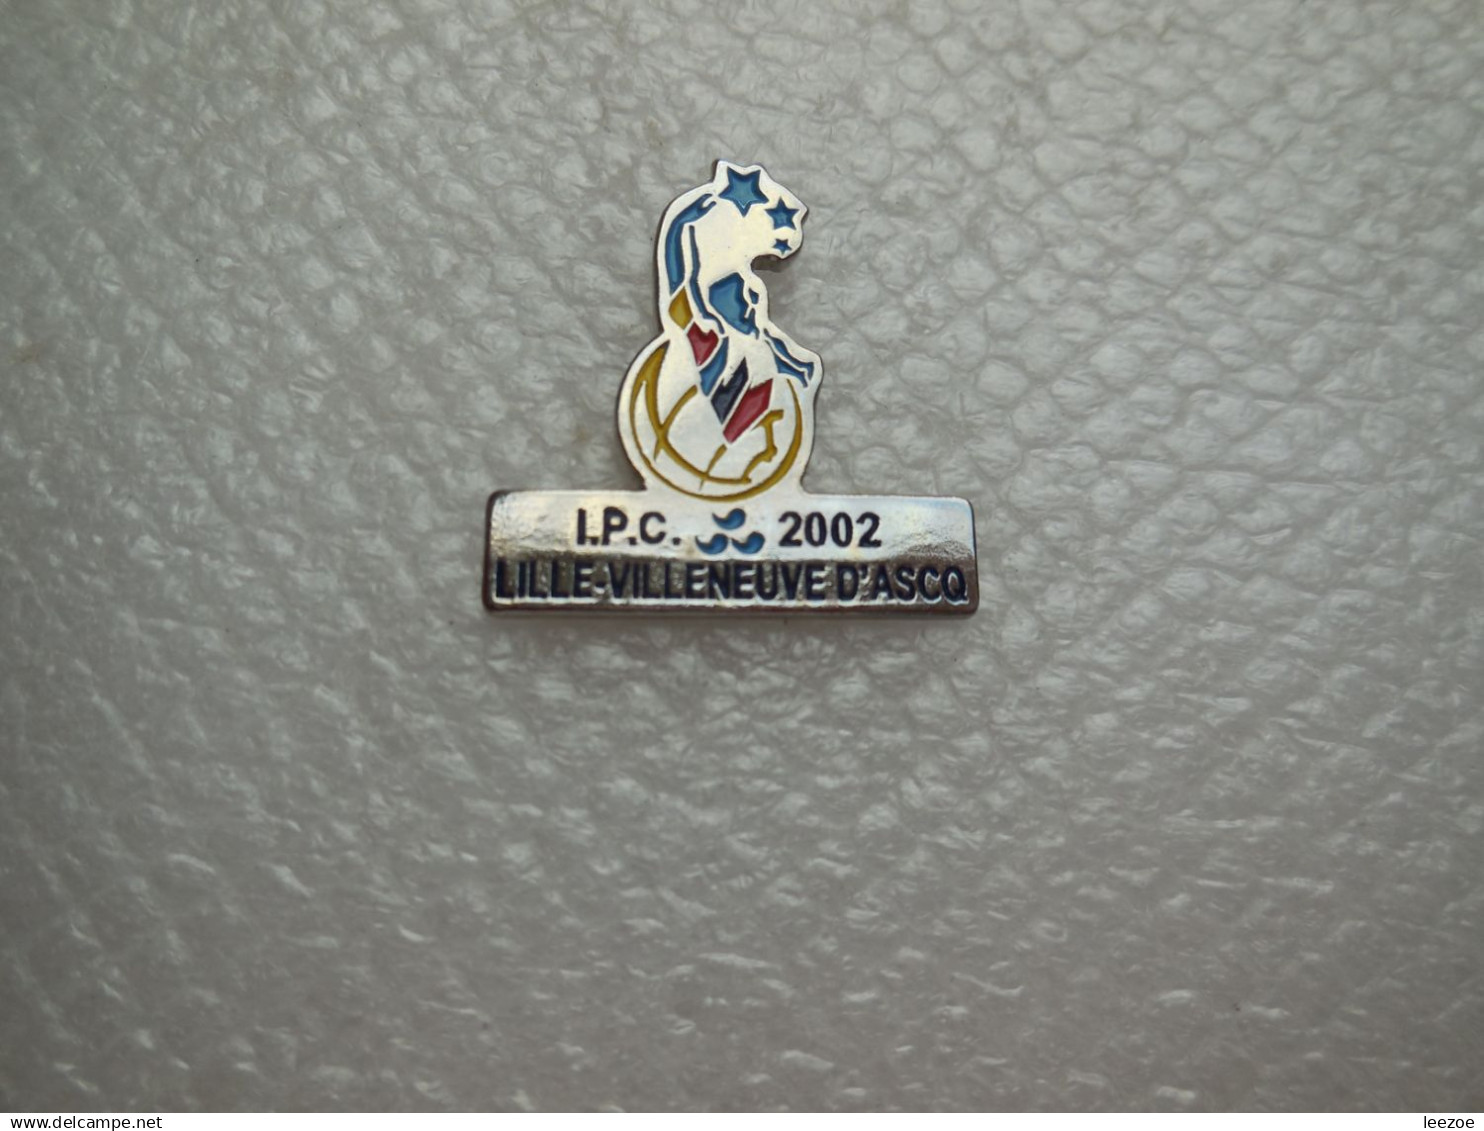 I.P.C. 2002
LILLE-VILLENEUVE D'ASCQ
www.delcampe.net
leezoe